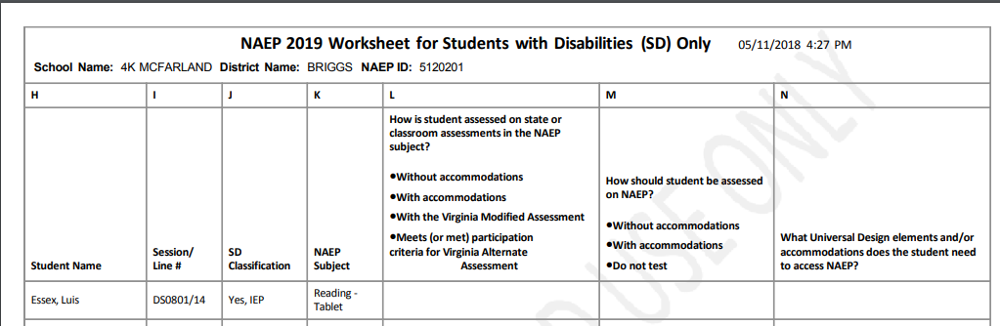 NAEP 2019 Worksheet for Students with Disabilities (SD) Only 05/11/2018 4:27 PM
School Name: 4K MCFARLAND District Name: BRIGGS NAEP ID: 5120201
H I J K L M N
Student Name
Session/
Line #
SD
Classification
NAEP
Subject
How is student assessed on state or
classroom assessments in the NAEP
subject?
•Without accommodations
•With accommodations
•With the Virginia Modified Assessment
•Meets (or met) participation
criteria for Virginia Alternate
Assessment
How should student be assessed
on NAEP?
•Without accommodations
•With accommodations
•Do not test
What Universal Design elements and/or
accommodations does the student need
to access NAEP?
Essex, Luis
DS0801/14
Yes, IEP
Reading -
Tablet
USE ONLY